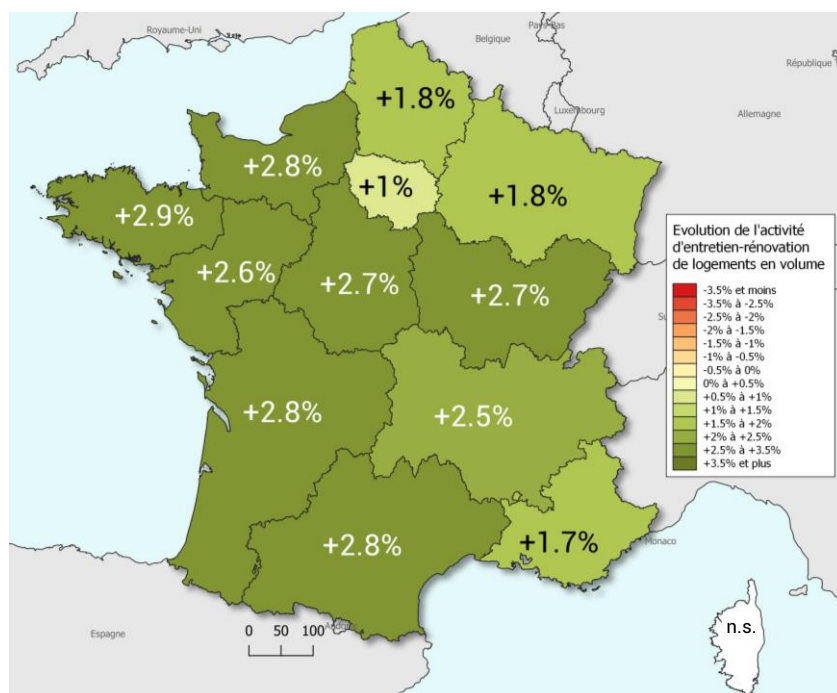 Royaume-Uni
Pays-Bas
Belgique
République
Luxembourg
Allemagne
+1.8%
+2.8%
+1%
+1.8%
+2.9%
+2.6%
+2.7%
+2.7%
+2.8%
+2.5%
+2.8%
+1.7%
Evolution de l'activité
d'entretien-rénovation
de logements en volume
-3.5% et moins
-3.5% à -2.5%
-2.5% à -2%
-2% à -1.5%
-1.5% à -1%
-1% à -0.5%
-0.5% à 0%
0% à +0.5%
+0.5% à +1%
+1% à +1.5%
+1.5% à +2%
+2% à +2.5%
+2.5% à +3.5%
+3.5% et plus
Monaco
n.s.
Espagne
0 50 100